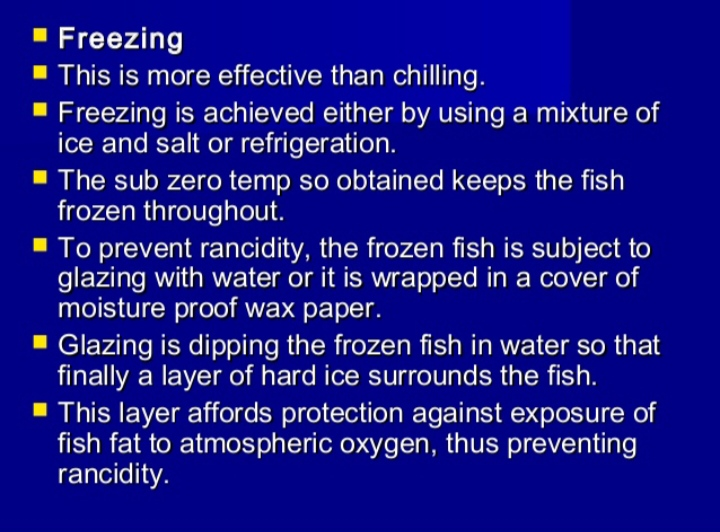 Freezing
This is more effective than chilling.
Freezing is achieved either by using a mixture of
ice and salt or refrigeration.
The sub zero temp so obtained keeps the fish
frozen throughout.
To prevent rancidity, the frozen fish is subject to
glazing with water or it is wrapped in a cover of
moisture proof wax paper.
Glazing is dipping the frozen fish in water so that
finally a layer of hard ice surrounds the fish.
This layer affords protection against exposure of
fish fat to atmospheric oxygen, thus preventing
rancidity.